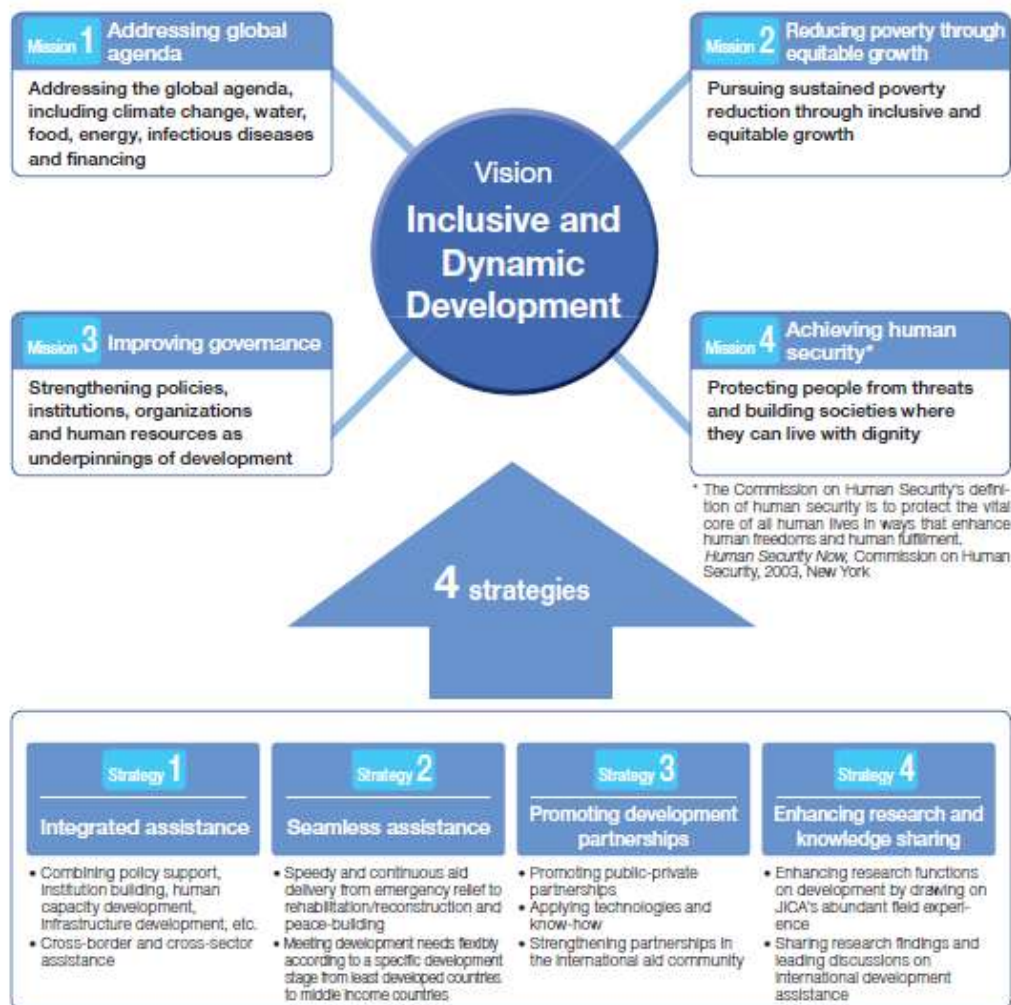 Mission 1 Addressing global
agenda
Addressing the global agenda,
including climate change, water,
food, energy, infectious diseases
and financing
Mission 2 Reducing poverty through
equitable growth
Pursuing sustained poverty
reduction through inclusive and
equitable growth
Vision
Inclusive and
Dynamic
Development
Mission 3 Improving governance
Strengthening policies,
institutions, organizations
and human resources as
underpinnings of development
Mission 4 Achieving human
security*
Protecting people from threats
and building societies where
they can live with dignity
* The Commission on Human Security's defini-
tion of human security is to protect the vital
core of all human lives in ways that enhance
human freedoms and human fulfillment.
Human Security Now, Commission on Human
Security, 2003, New York
4 strategies
Strategy 1
Integrated assistance
• Combining policy support,
institution building, human
capacity development,
infrastructure development, etc.
• Cross-border and cross-sector
assistance
Strategy 2
Seamless assistance
• Speedy and continuous aid
delivery from emergency relief to
rehabilitation/reconstruction and
peace-building
• Meeting development needs flexibly
according to a specific development
stage from least developed countries
to middle income countries
Strategy 3
Promoting development
partnerships
• Promoting public-private
partnerships
• Applying technologies and
know-how
• Strengthening partnerships in
the international aid community
Strategy 4
Enhancing research and
knowledge sharing
• Enhancing research functions
on development by drawing on
JICA's abundant field experi-
ence
• Sharing research findings and
leading discussions on
international development
assistance